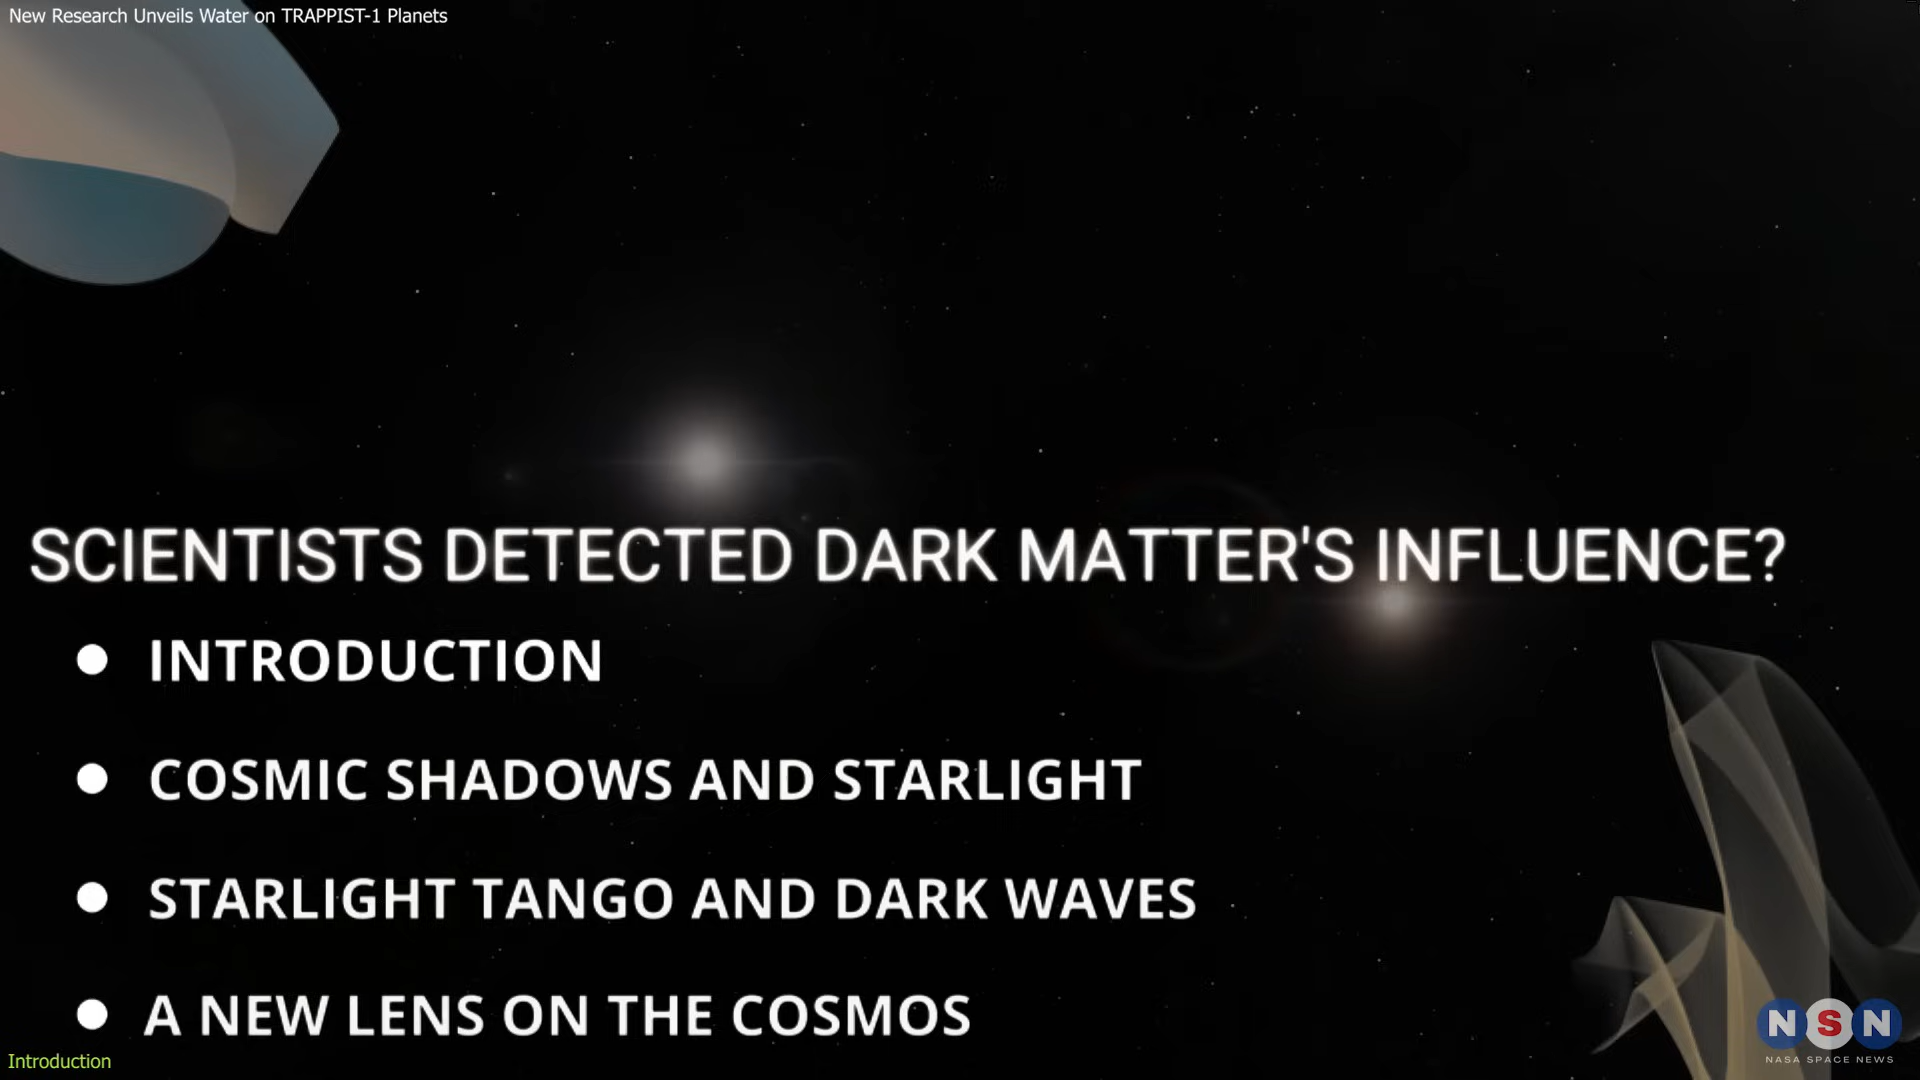 New Research Unveils Water on TRAPPIST-1 Planets
SCIENTISTS DETECTED DARK MATTER'S INFLUENCE?
INTRODUCTION
COSMIC SHADOWS AND STARLIGHT
STARLIGHT TANGO AND DARK WAVES
A NEW LENS ON THE COSMOS
NSN
NASA SPACE NEWS
Introduction